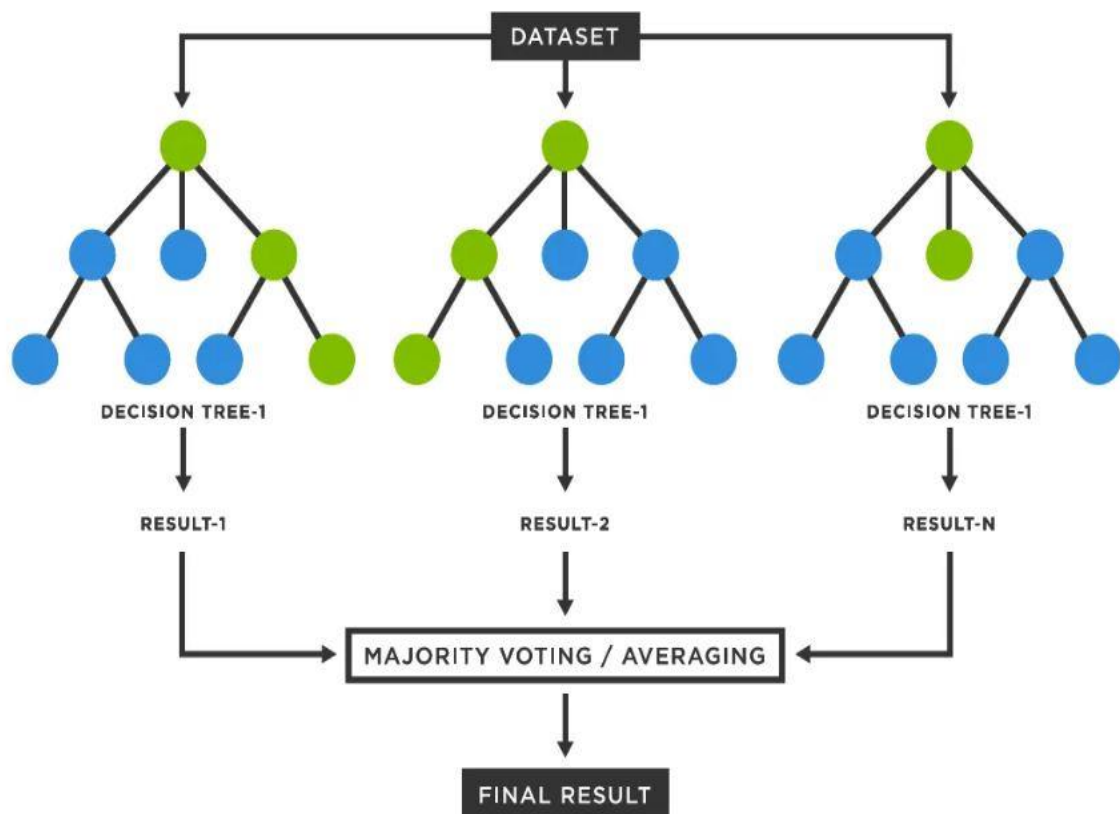 DATASET
DECISION TREE-1
DECISION TREE-1
DECISION TREE-1
RESULT-1
RESULT-2
RESULT-N
MAJORITY VOTING / AVERAGING
FINAL RESULT